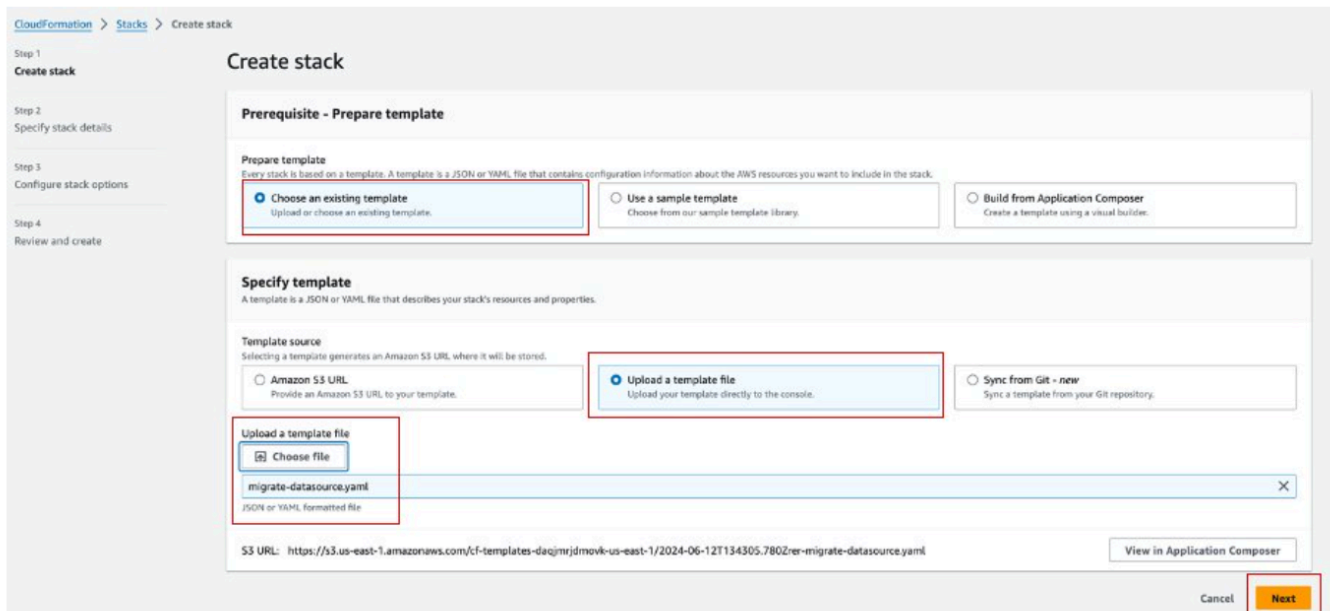 CloudFormation > Stacks > Create stack
Step 1
Create stack
Step 2
Specify stack details
Step 3
Configure stack options
Step 4
Review and create
Create stack
Prerequisite - Prepare template
Prepare template
Every stack is based on a template. A template is a JSON or YAML file that contains configuration information about the AWS resources you want to include in the stack.
Choose an existing template
Upload or choose an existing template.
Use a sample template
Choose from our sample template library.
Build from Application Composer
Create a template using a visual builder.
Specify template
A template is a JSON or YAML file that describes your stack's resources and properties.
Template source
Selecting a template generates an Amazon S3 URL where it will be stored.
Amazon S3 URL
Provide an Amazon S3 URL to your template.
Upload a template file
Upload your template directly to the console.
Sync from Git - new
Sync a template from your Git repository.
Upload a template file
Choose file
migrate-datasource.yaml
JSON or YAML formatted file
S3 URL: https://s3.us-east-1.amazonaws.com/cf-templates-daqjmrjdmovk-us-east-1/2024-06-12T134305.780Zrer-migrate-datasource.yaml
View in Application Composer
Cancel
Next